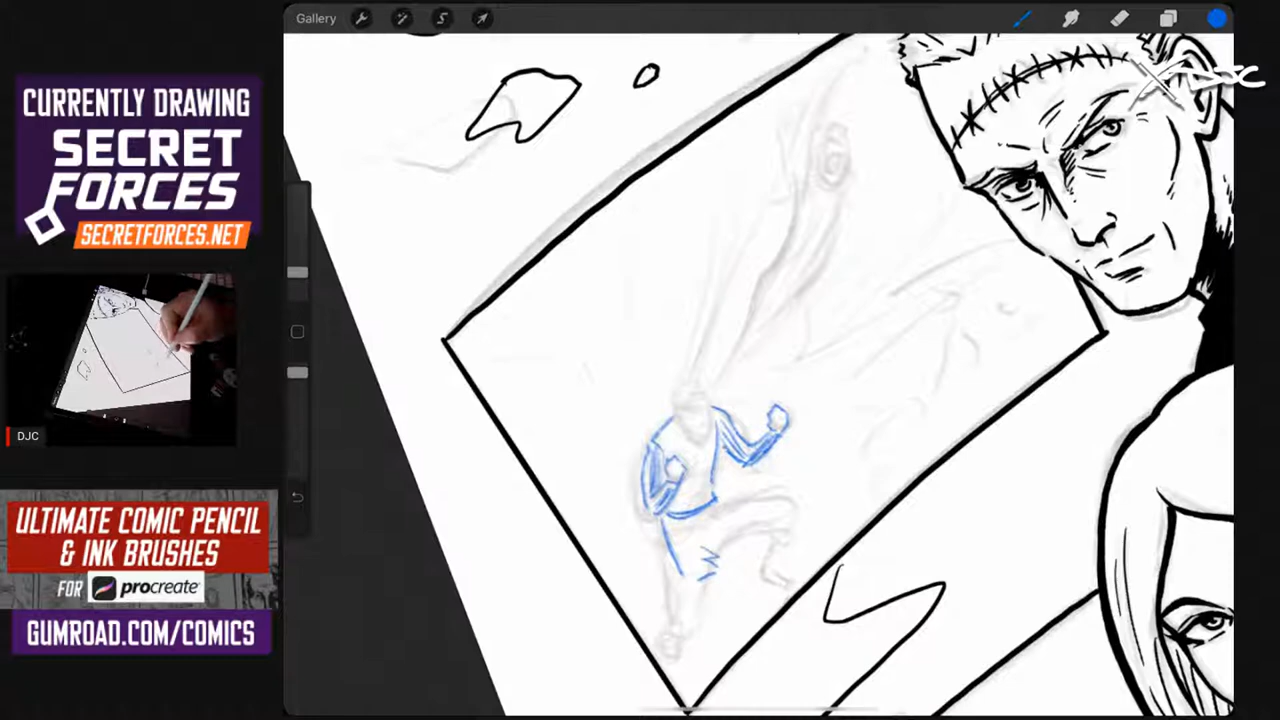 Gallery
CURRENTLY DRAWING
SECRET
FORCES
SECRETFORCES.NET
DJC
ULTIMATE COMIC PENCIL
& INK BRUSHES
FOR procreate
GUMROAD.COM/COMICS